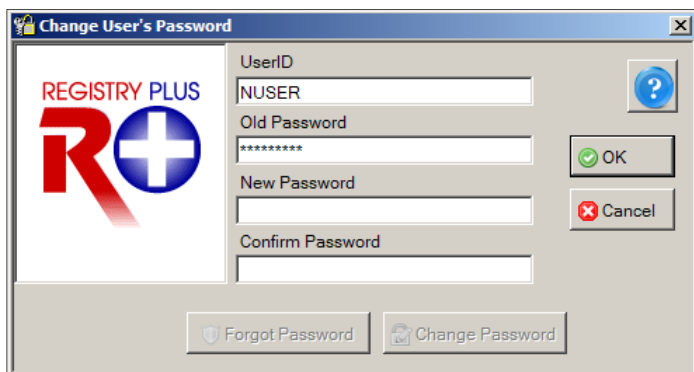 Change User's Password
REGISTRY PLUS
R
UserID
NUSER
Old Password
*********
New Password
Confirm Password
?
OK
Cancel
Forgot Password
Change Password